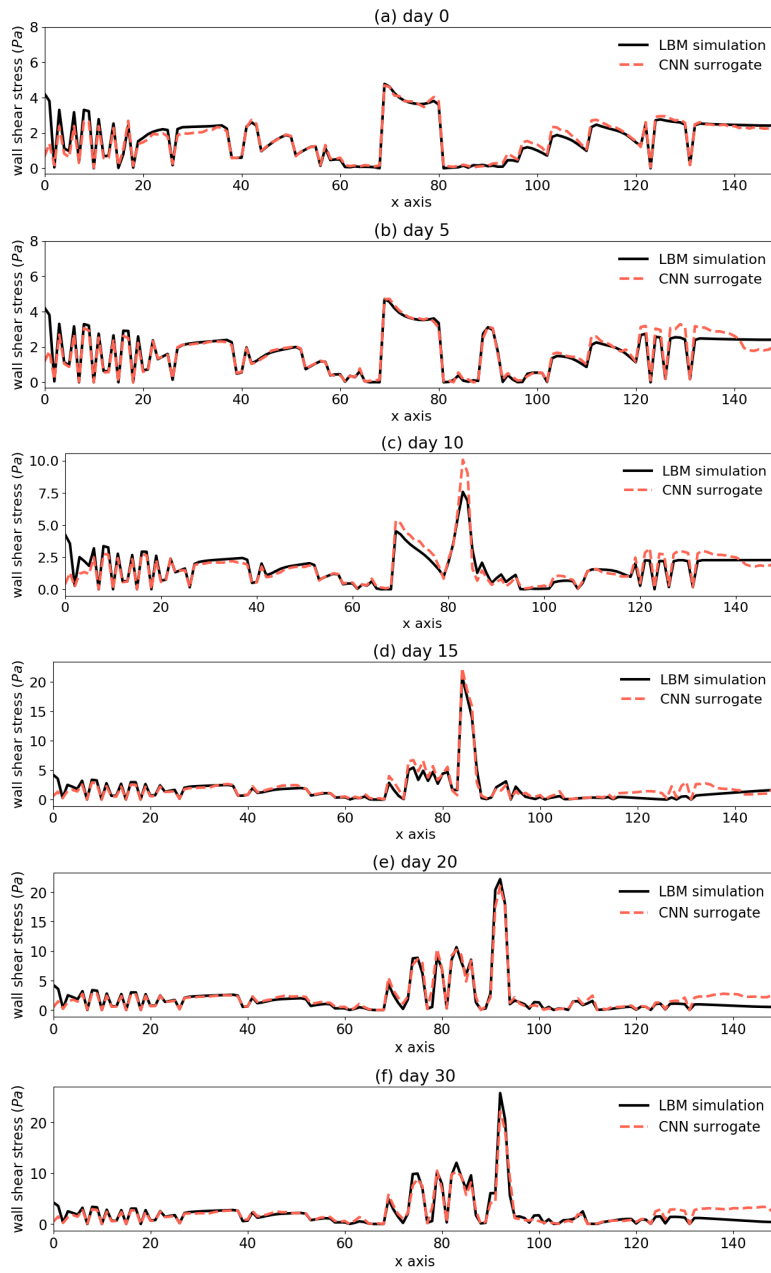 (a) day 0
wall shear stress (Pa)
8
6
4
2
0
LBM simulation
CNN surrogate
0 20 40 60 80 100 120 140
x axis
(b) day 5
wall shear stress (Pa)
8
6
4
2
0
LBM simulation
CNN surrogate
0 20 40 60 80 100 120 140
x axis
(c) day 10
wall shear stress (Pa)
10.0
7.5
5.0
2.5
0.0
LBM simulation
CNN surrogate
0 20 40 60 80 100 120 140
x axis
(d) day 15
wall shear stress (Pa)
20
15
10
5
0
LBM simulation
CNN surrogate
0 20 40 60 80 100 120 140
x axis
(e) day 20
wall shear stress (Pa)
20
15
10
5
0
LBM simulation
CNN surrogate
0 20 40 60 80 100 120 140
x axis
(f) day 30
wall shear stress (Pa)
20
10
0
LBM simulation
CNN surrogate
0 20 40 60 80 100 120 140
x axis